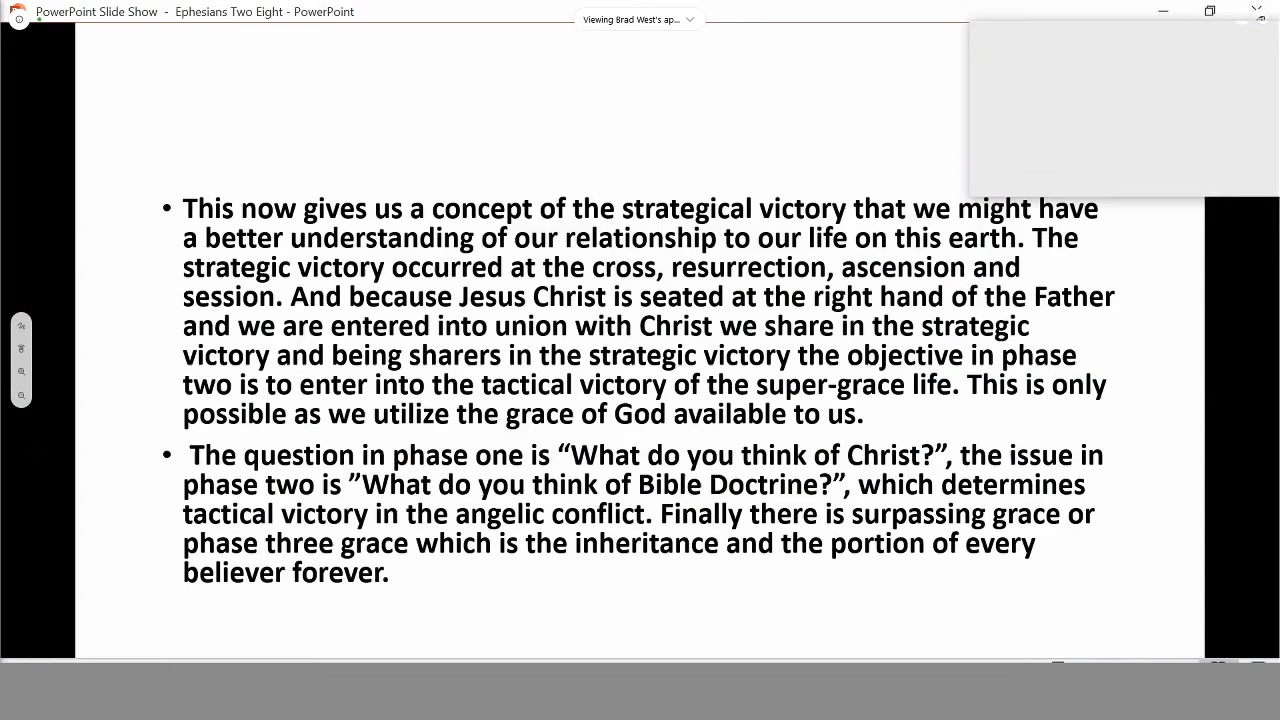 PowerPoint Slide Show - Ephesians Two Eight - PowerPoint
Viewing Brad West's ap...
• This now gives us a concept of the strategical victory that we might have
a better understanding of our relationship to our life on this earth. The
strategic victory occurred at the cross, resurrection, ascension and
session. And because Jesus Christ is seated at the right hand of the Father
and we are entered into union with Christ we share in the strategic
victory and being sharers in the strategic victory the objective in phase
two is to enter into the tactical victory of the super-grace life. This is only
possible as we utilize the grace of God available to us.
• The question in phase one is “What do you think of Christ?”, the issue in
phase two is ”What do you think of Bible Doctrine?”, which determines
tactical victory in the angelic conflict. Finally there is surpassing grace or
phase three grace which is the inheritance and the portion of every
believer forever.